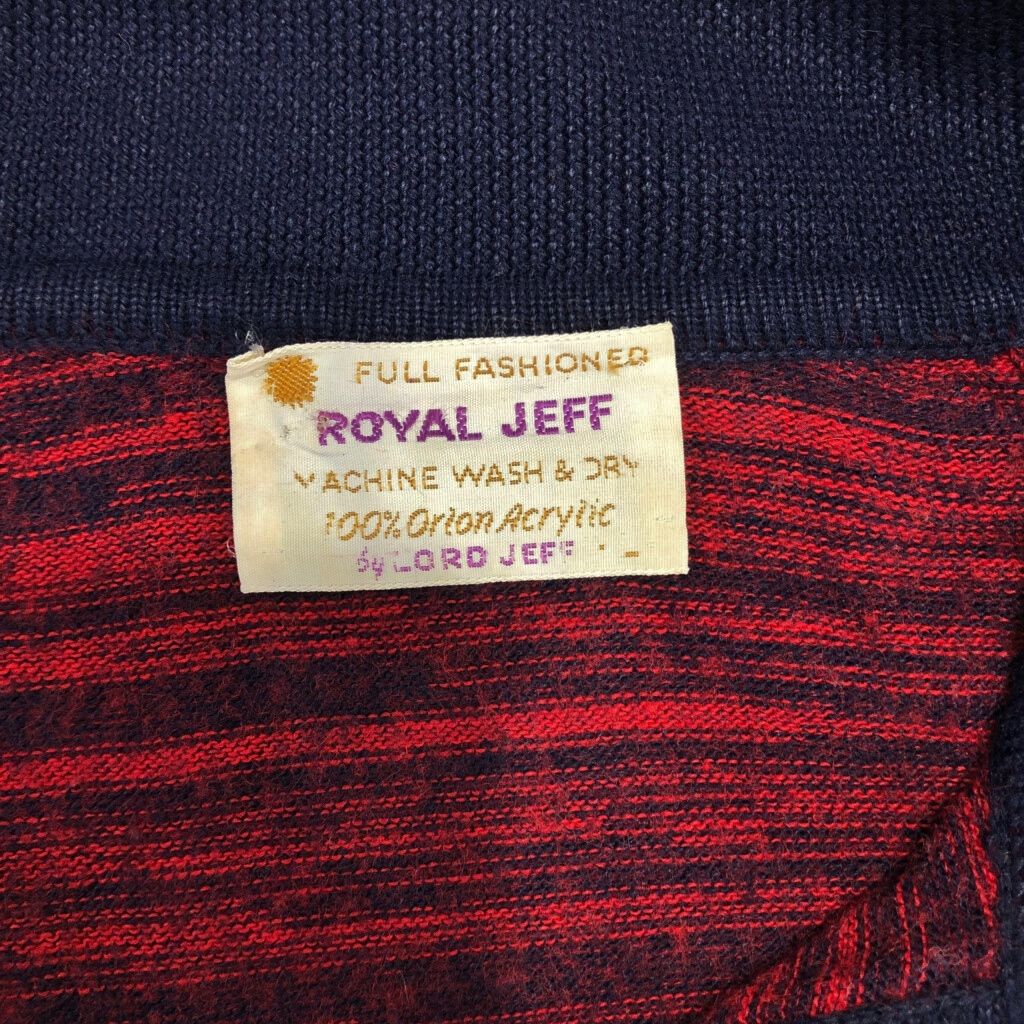 FULL FASHIONED
ROYAL JEFF
MACHINE WASH & DRY
100% Orlon Acrylic
by LORD JEFF